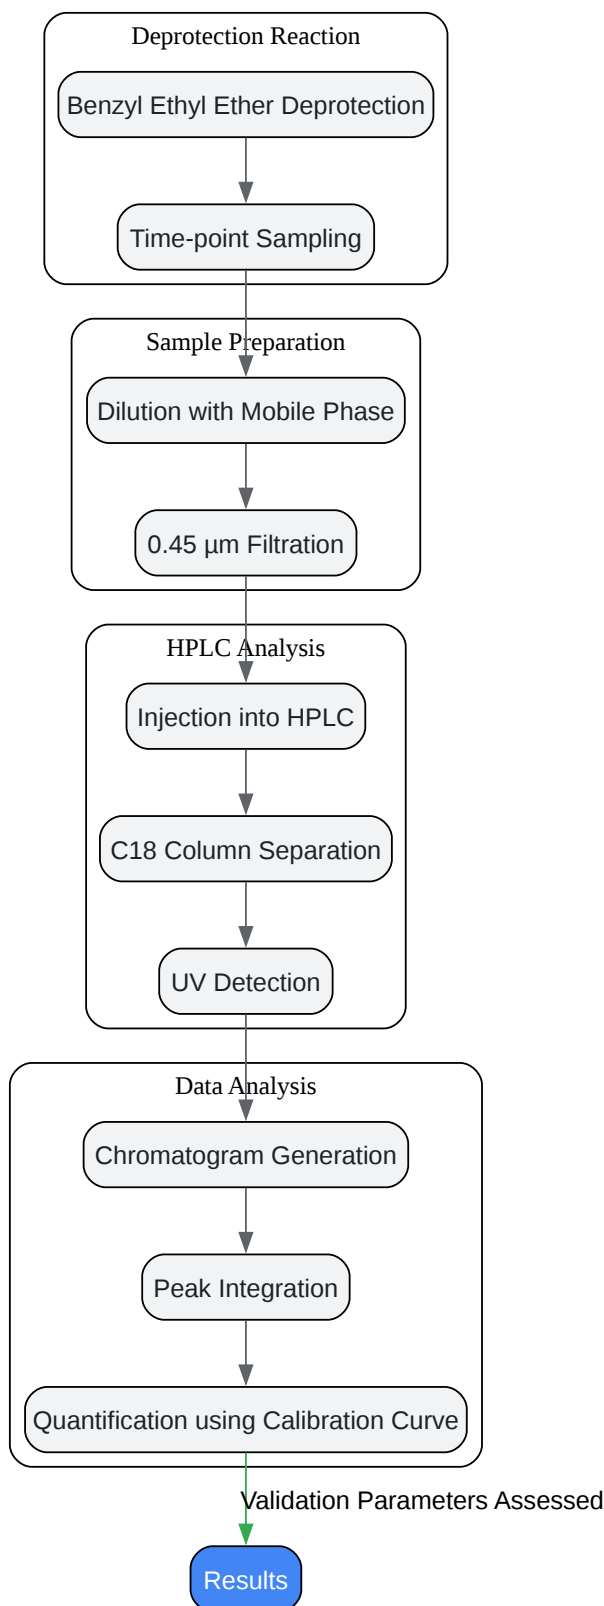 Deprotection Reaction
Benzyl Ethyl Ether Deprotection
Time-point Sampling
Sample Preparation
Dilution with Mobile Phase
0.45 µm Filtration
HPLC Analysis
Injection into HPLC
C18 Column Separation
UV Detection
Data Analysis
Chromatogram Generation
Peak Integration
Quantification using Calibration Curve
Validation Parameters Assessed
Results